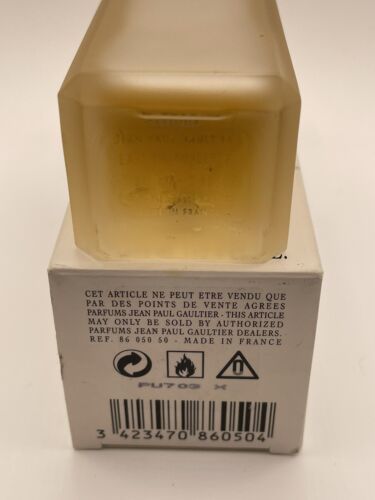 CET ARTICLE NE PEUT ETRE VENDU QUE
PAR DES POINTS DE VENTE AGREES
PARFUMS JEAN PAUL GAULTIER - THIS ARTICLE
MAY ONLY BE SOLD BY AUTHORIZED
PARFUMS JEAN PAUL GAULTIER DEALERS.
REF. 86 050 50 - MADE IN FRANCE
PU703 X
3 423470 860504